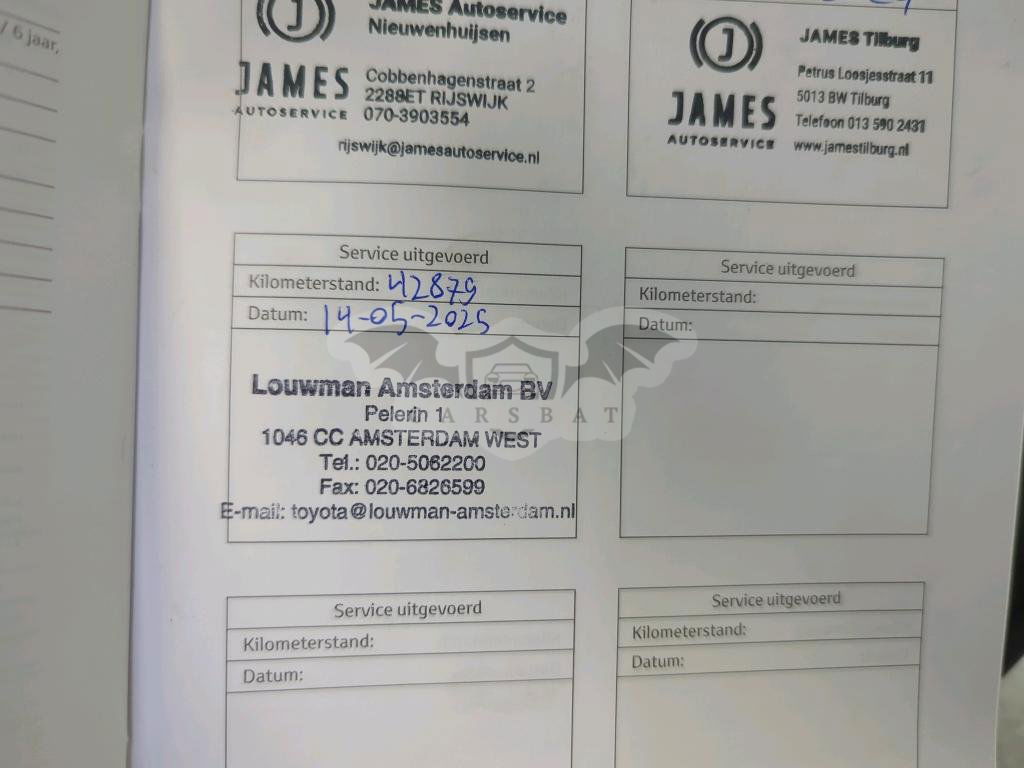 / 6 jaar,
JAMES Autoservice
Nieuwenhuijsen
J
JAMES
AUTOSERVICE
Cobbenhagenstraat 2
2288ET RIJSWIJK
070-3903554
rijswijk@jamesautoservice.nl
J
JAMES
AUTOSERVICE
JAMES Tilburg
Petrus Loosjesstraat 11
5013 BW Tilburg
Telefoon 013 590 2431
www.jamestilburg.nl
Service uitgevoerd
Kilometerstand: 42879
Datum: 14-05-2025
Louwman Amsterdam BV
Pelerin 1
1046 CC AMSTERDAM WEST
Tel.: 020-5062200
Fax: 020-6826599
E-mail: toyota@louwman-amsterdam.nl
ARSBAT
Service uitgevoerd
Kilometerstand:
Datum:
Service uitgevoerd
Kilometerstand:
Datum:
Service uitgevoerd
Kilometerstand:
Datum: